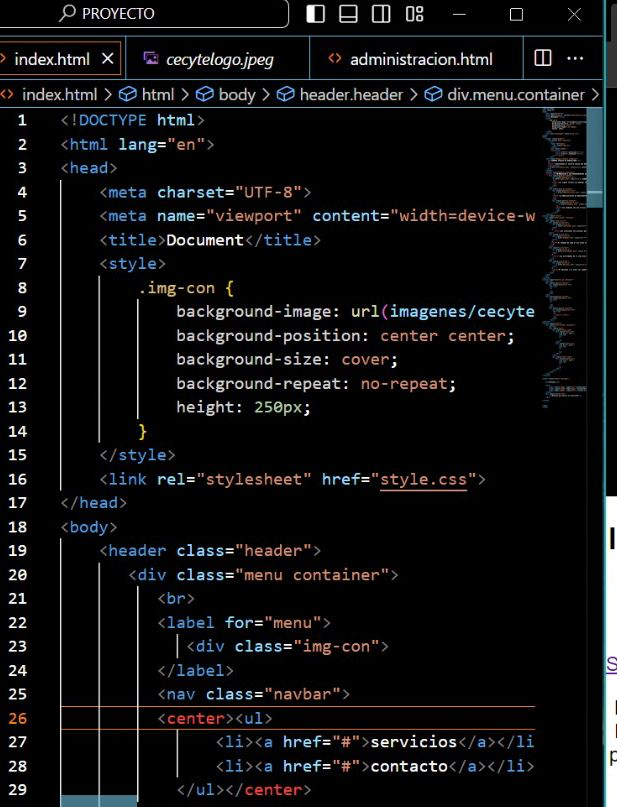 PROYECTO
index.html cecytelogo.jpeg administracion.html ...
index.html > html > body > header.header > div.menu.container >
1 <!DOCTYPE html>
2 <html lang="en">
3 <head>
4 <meta charset="UTF-8">
5 <meta name="viewport" content="width=device-w
6 <title>Document</title>
7 <style>
8 .img-con {
9 background-image: url(imagenes/cecyte
10 background-position: center center;
11 background-size: cover;
12 background-repeat: no-repeat;
13 height: 250px;
14 }
15 </style>
16 <link rel="stylesheet" href="style.css">
17 </head>
18 <body>
19 <header class="header">
20 <div class="menu container">
21 <br>
22 <label for="menu">
23 <div class="img-con">
24 </label>
25 <nav class="navbar">
26 <center><ul>
27 <li><a href="#">servicios</a></li
28 <li><a href="#">contacto</a></li>
29 </ul></center>